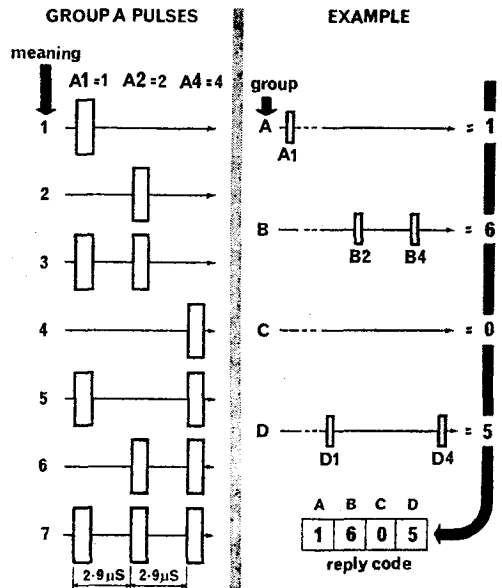 GROUP A PULSES
meaning
A1=1 A2=2 A4=4
1
2
3
4
5
6
7
2·9µS 2·9µS
EXAMPLE
group
A = 1
A1
B = 6
B2 B4
C = 0
D = 5
D1 D4
A B C D
1 6 0 5
reply code